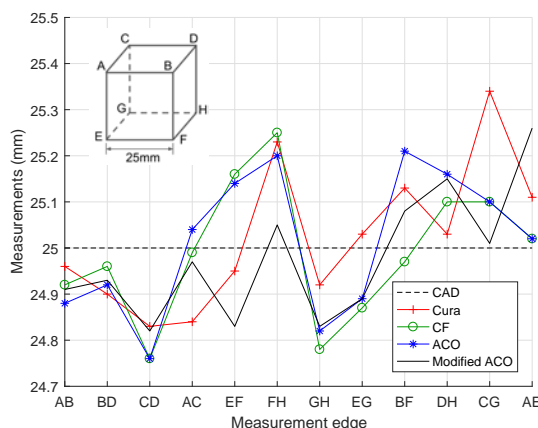 25.5
25.4
25.3
25.2
25.1
25
24.9
24.8
24.7
Measurements (mm)
C
D
A
B
G
H
E
F
25mm
CAD
Cura
CF
ACO
Modified ACO
AB BD CD AC EF FH GH EG BF DH CG AE
Measurement edge